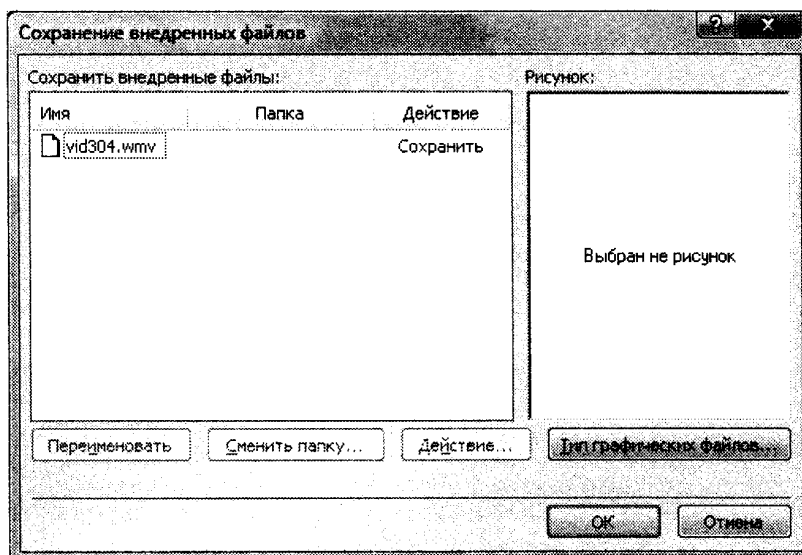 Сохранение внедренных файлов
Сохранить внедренные файлы:
Рисунок:
Имя Папка Действие
vid304.wmv Сохранить
Выбран не рисунок
Переименовать Сменить папку... Действие... Тип графических файлов...
ОК Отмена